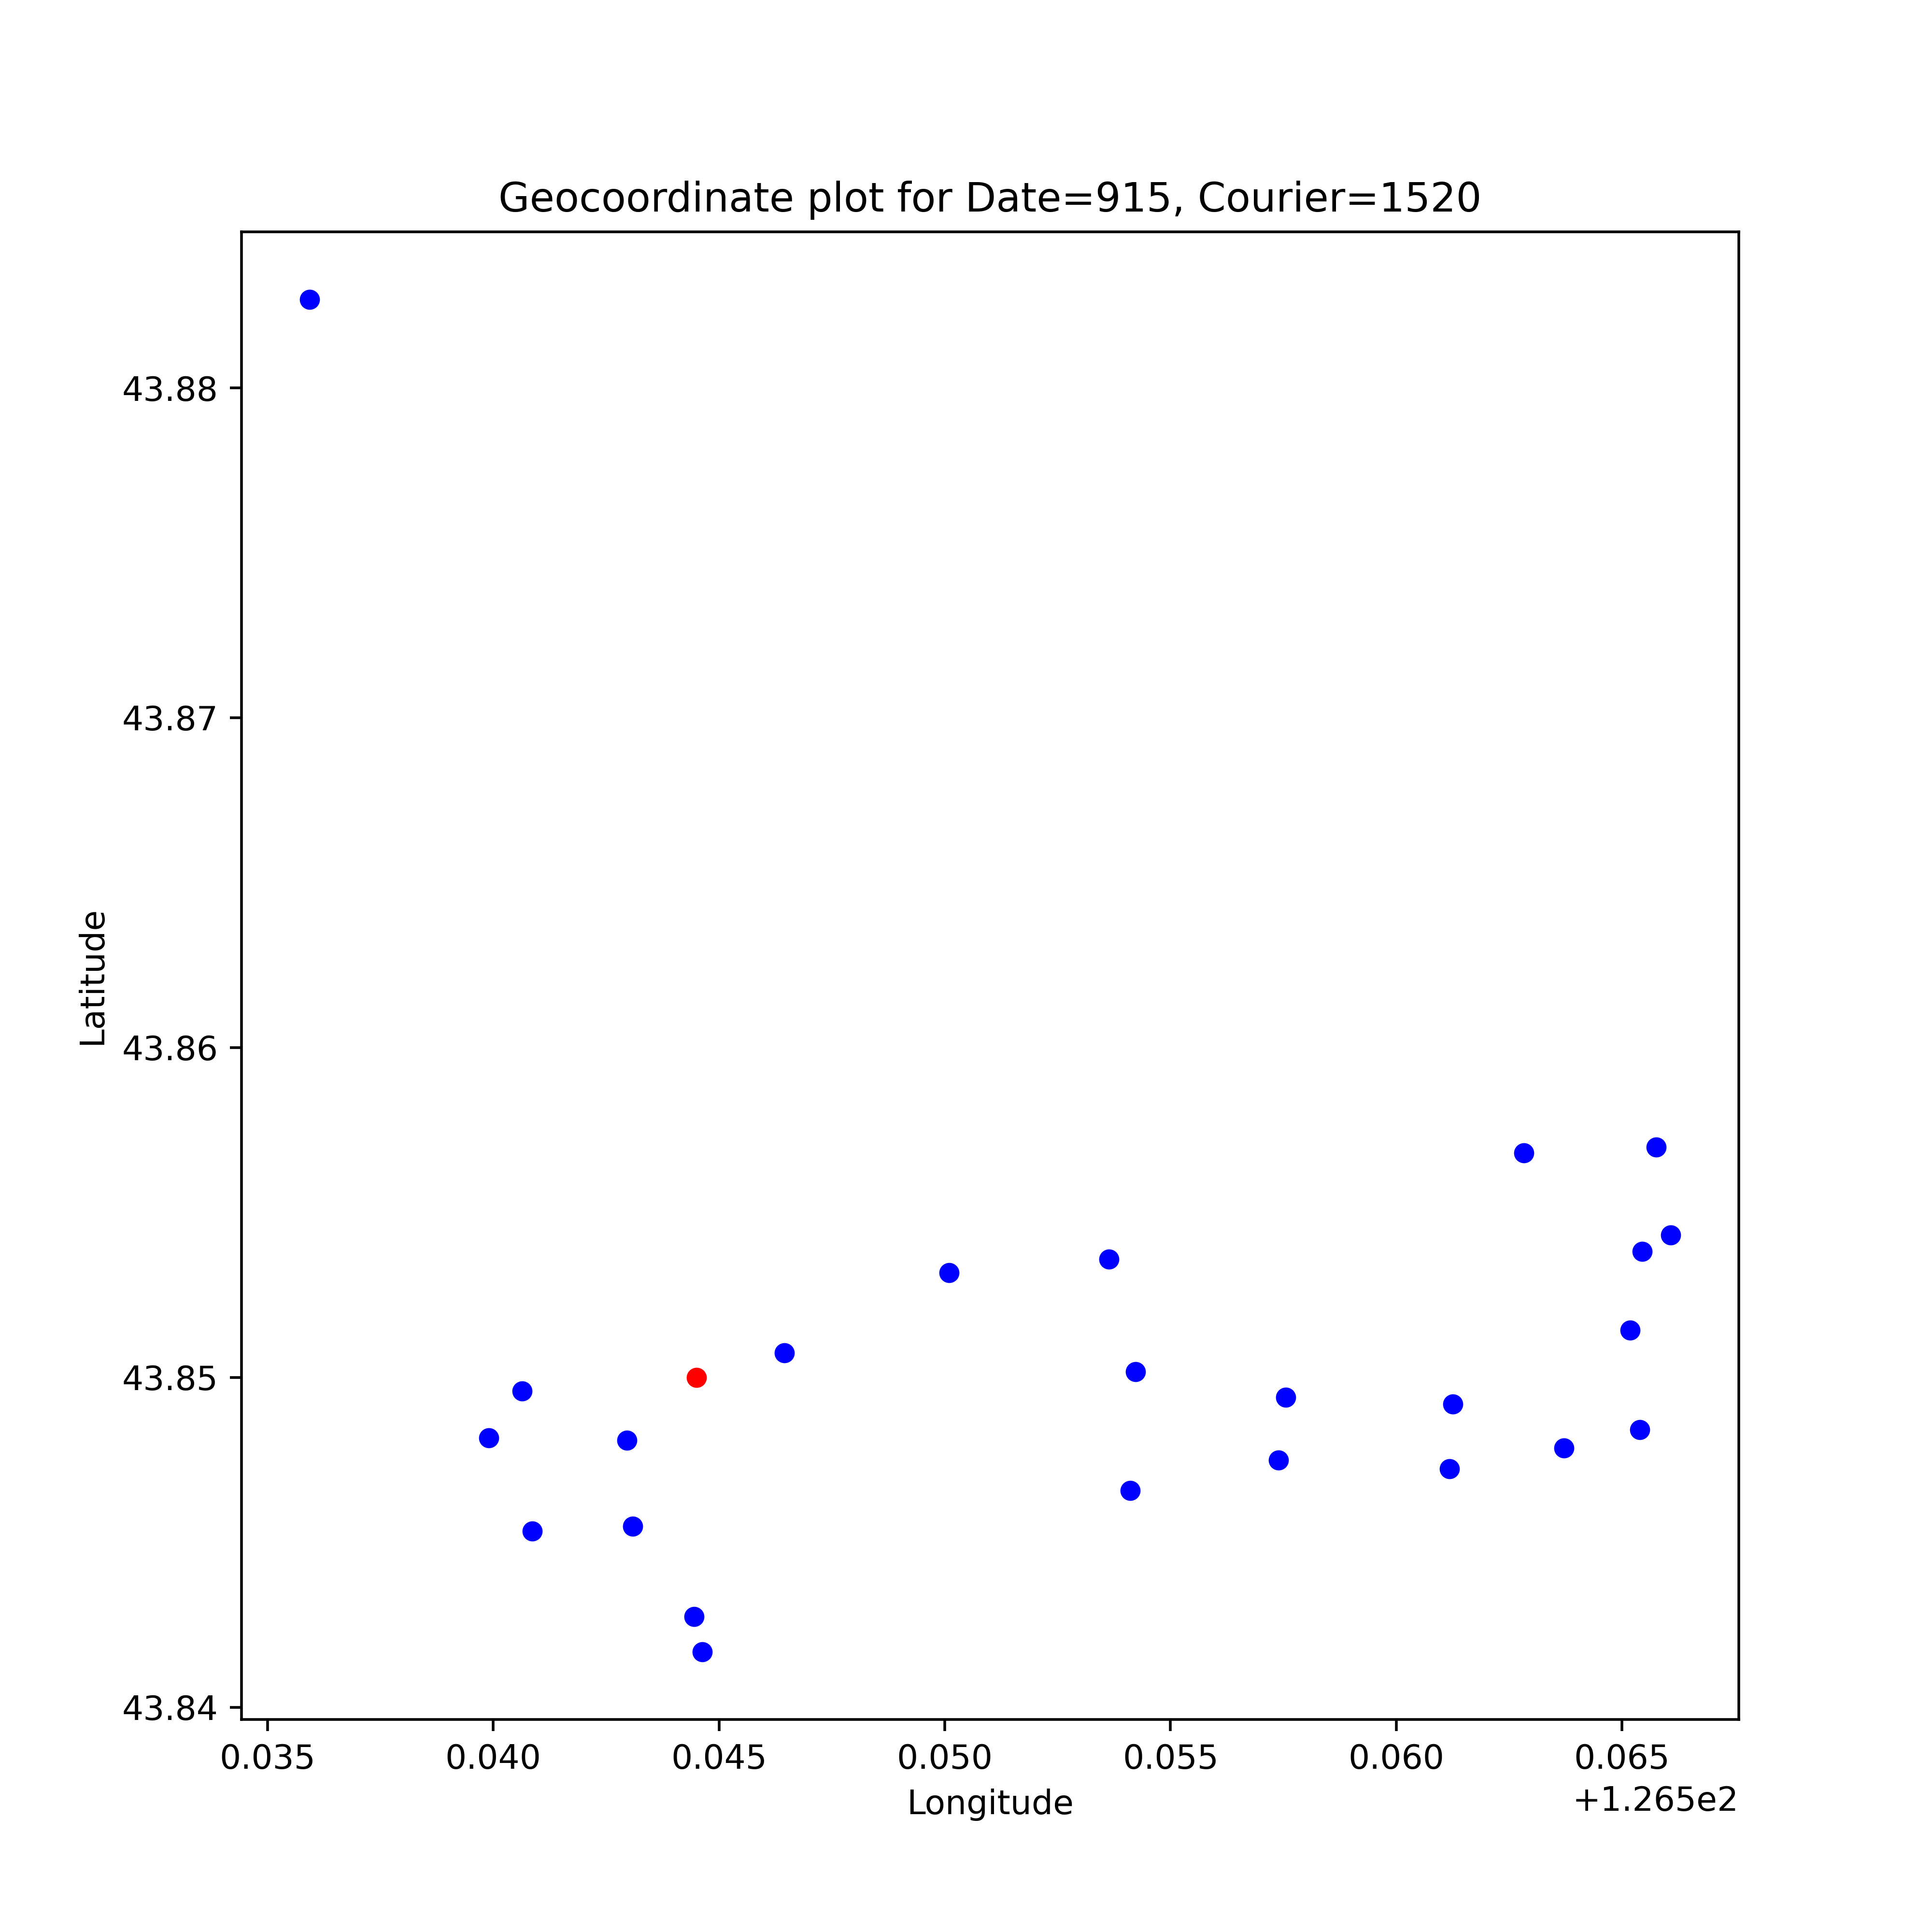 Geocoordinate plot for Date=915, Courier=1520
43.88
43.87
43.86
43.85
43.84
Latitude
0.035 0.040 0.045 0.050 0.055 0.060 0.065
+1.265e2
Longitude